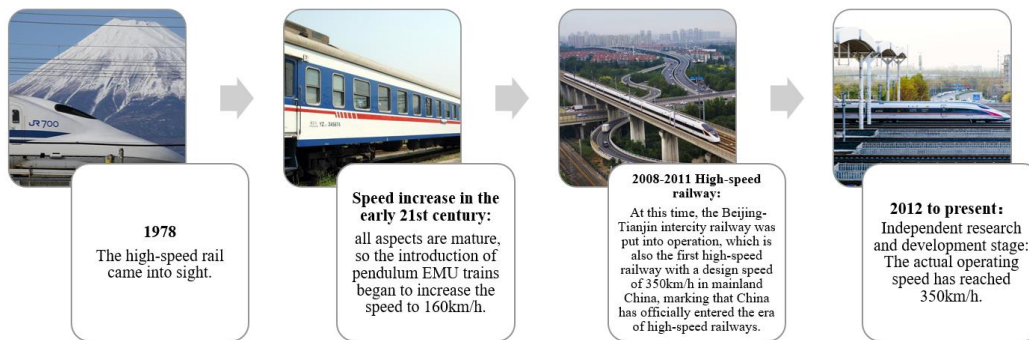 JR700
1978
The high-speed rail
came into sight.
Speed increase in the
early 21st century:
all aspects are mature,
so the introduction of
pendulum EMU trains
began to increase the
speed to 160km/h.
2008-2011 High-speed
railway:
At this time, the Beijing-
Tianjin intercity railway was
put into operation, which is
also the first high-speed
railway with a design speed
of 350km/h in mainland
China, marking that China
has officially entered the era
of high-speed railways.
2012 to present：
Independent research
and development stage:
The actual operating
speed has reached
350km/h.